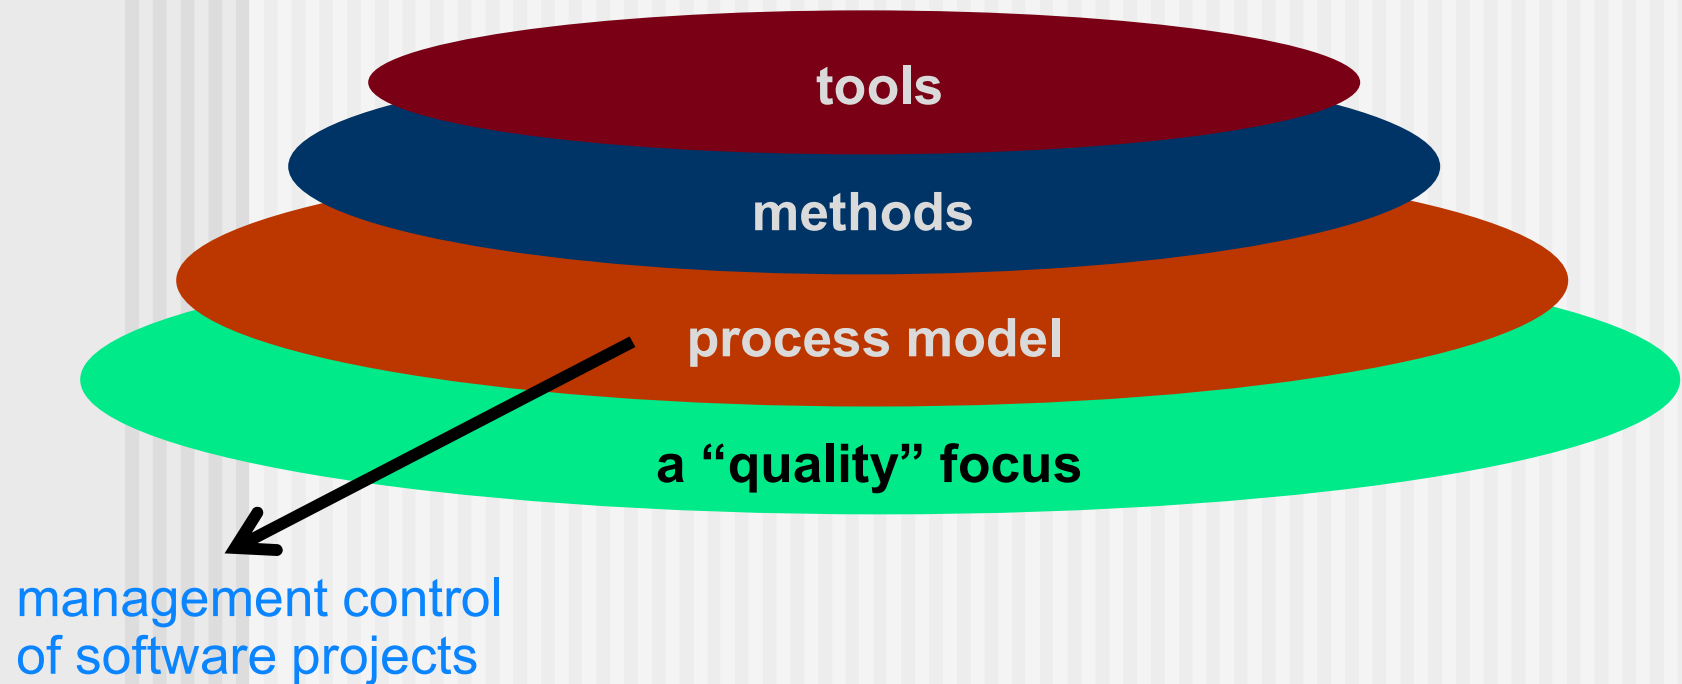 tools
methods
process model
a “quality” focus
management control
of software projects